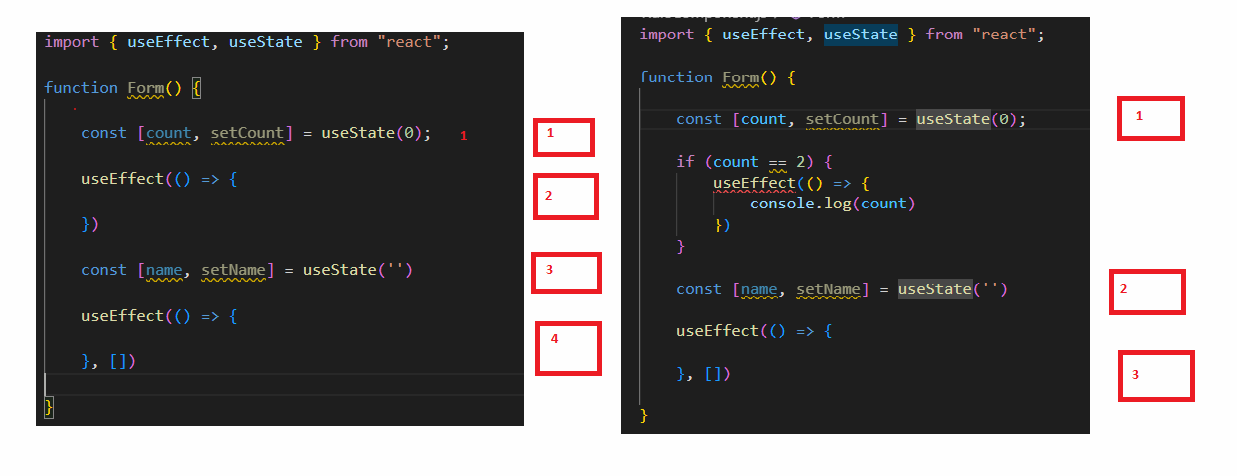 import { useEffect, useState } from "react";
function Form() {
const [count, setCount] = useState(0); 1
useEffect(() => {
})
const [name, setName] = useState('')
useEffect(() => {
}, [])
}
1
2
3
4
import { useEffect, useState } from "react";
function Form() {
const [count, setCount] = useState(0);
if (count == 2) {
useEffect(() => {
console.log(count)
})
}
const [name, setName] = useState('')
useEffect(() => {
}, [])
}
1
2
3